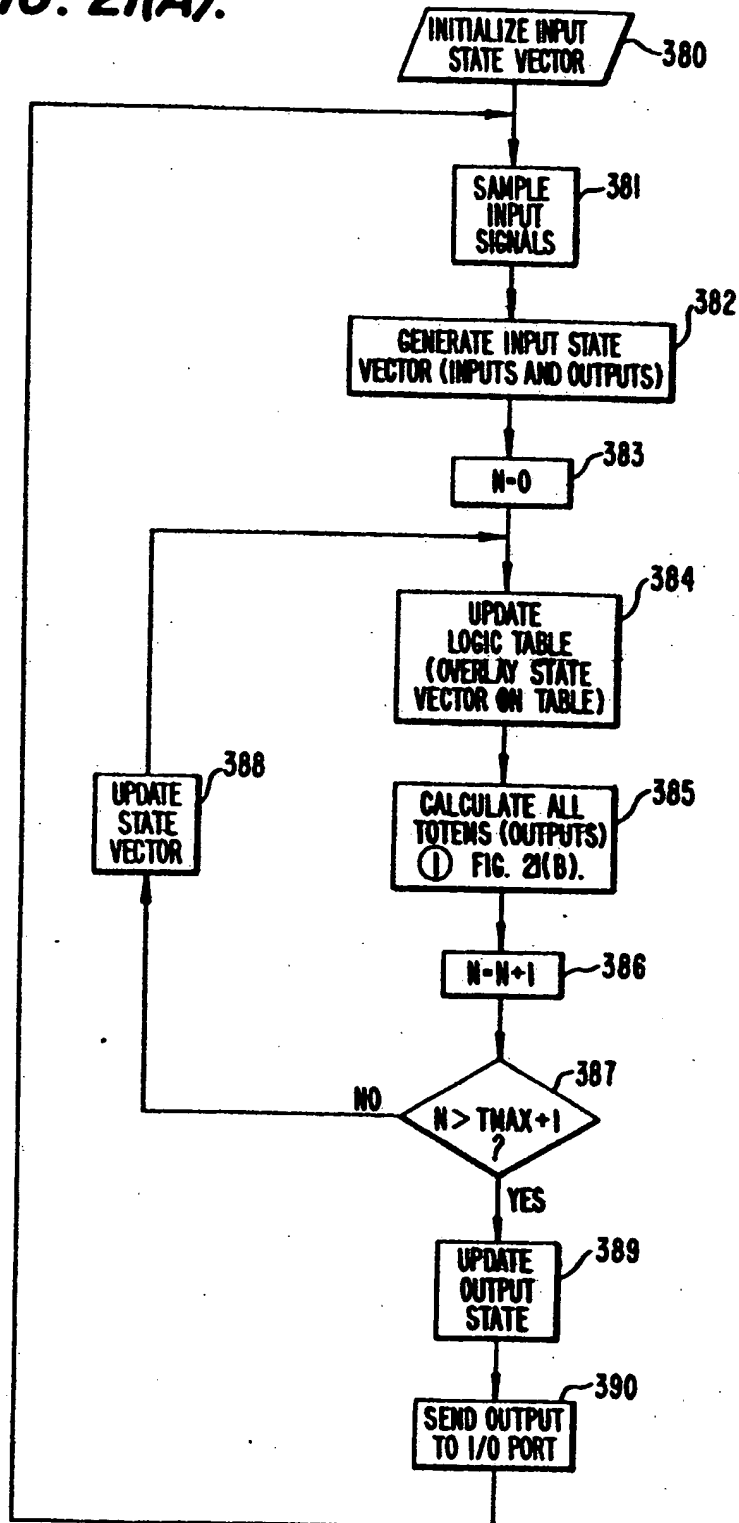 21(A).
INITIALIZE INPUT
STATE VECTOR
380
SAMPLE
INPUT
SIGNALS
381
382
GENERATE INPUT STATE
VECTOR (INPUTS AND OUTPUTS)
383
N=0
384
UPDATE
LOGIC TABLE
(OVERLAY STATE
VECTOR ON TABLE)
388
UPDATE
STATE
VECTOR
385
CALCULATE ALL
TOTEMS (OUTPUTS)
1 FIG. 21(B).
N=N+1
386
387
NO
N > TMAX+1
?
YES
UPDATE
OUTPUT
STATE
389
390
SEND OUTPUT
TO I/O PORT